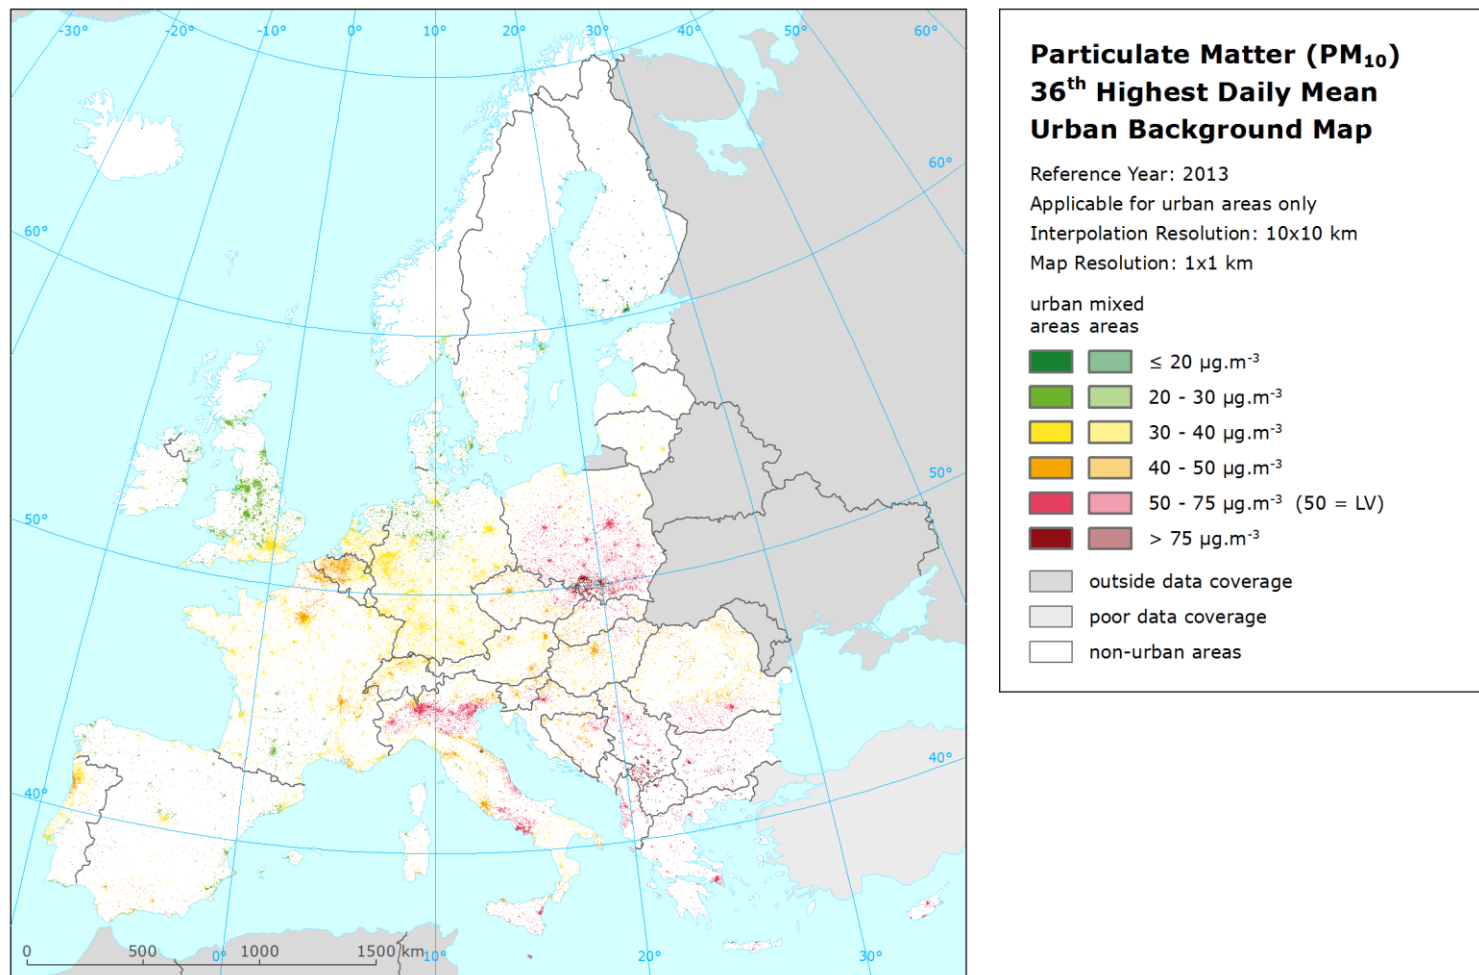 -30°
-20°
-10°
0°
10°
20°
30°
40°
50°
60°
60°
60°
50°
50°
40°
40°
0
500
1000
1500 km
0°
10°
20°
30°
Particulate Matter (PM₁₀)
36ᵗʰ Highest Daily Mean
Urban Background Map
Reference Year: 2013
Applicable for urban areas only
Interpolation Resolution: 10x10 km
Map Resolution: 1x1 km
urban mixed
areas areas
≤ 20 µg.m⁻³
20 - 30 µg.m⁻³
30 - 40 µg.m⁻³
40 - 50 µg.m⁻³
50 - 75 µg.m⁻³ (50 = LV)
> 75 µg.m⁻³
outside data coverage
poor data coverage
non-urban areas